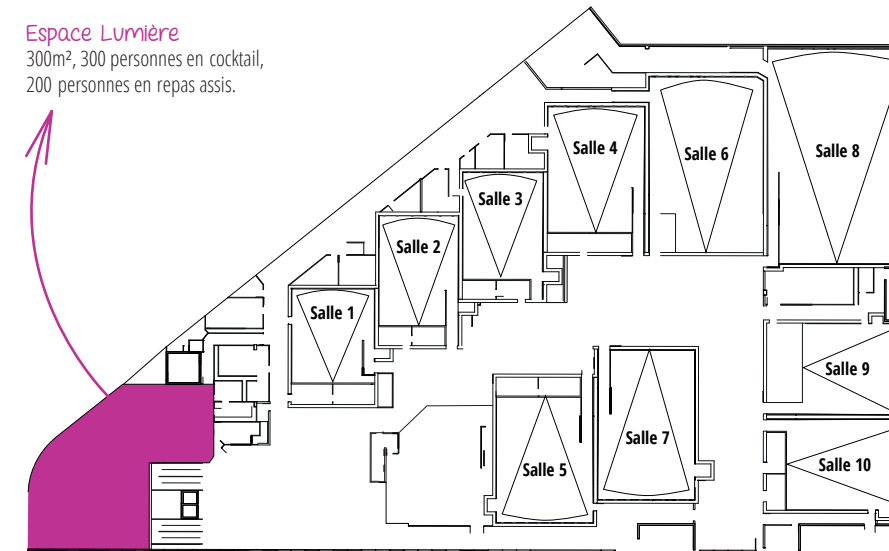 Espace Lumière
300m², 300 personnes en cocktail,
200 personnes en repas assis.
Salle 4
Salle 6
Salle 8
Salle 3
Salle 2
Salle 1
Salle 9
Salle 7
Salle 5
Salle 10